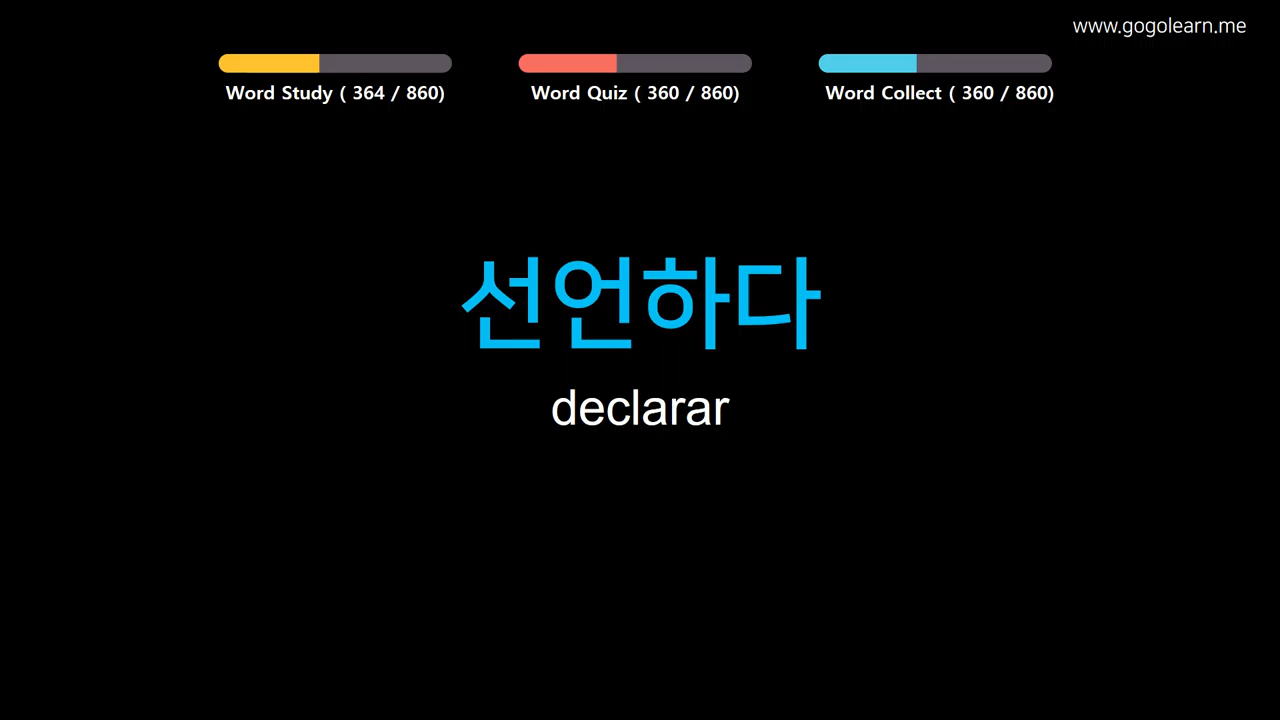 www.gogolearn.me
Word Study ( 364 / 860)
Word Quiz ( 360 / 860)
Word Collect ( 360 / 860)
선언하다
declarar